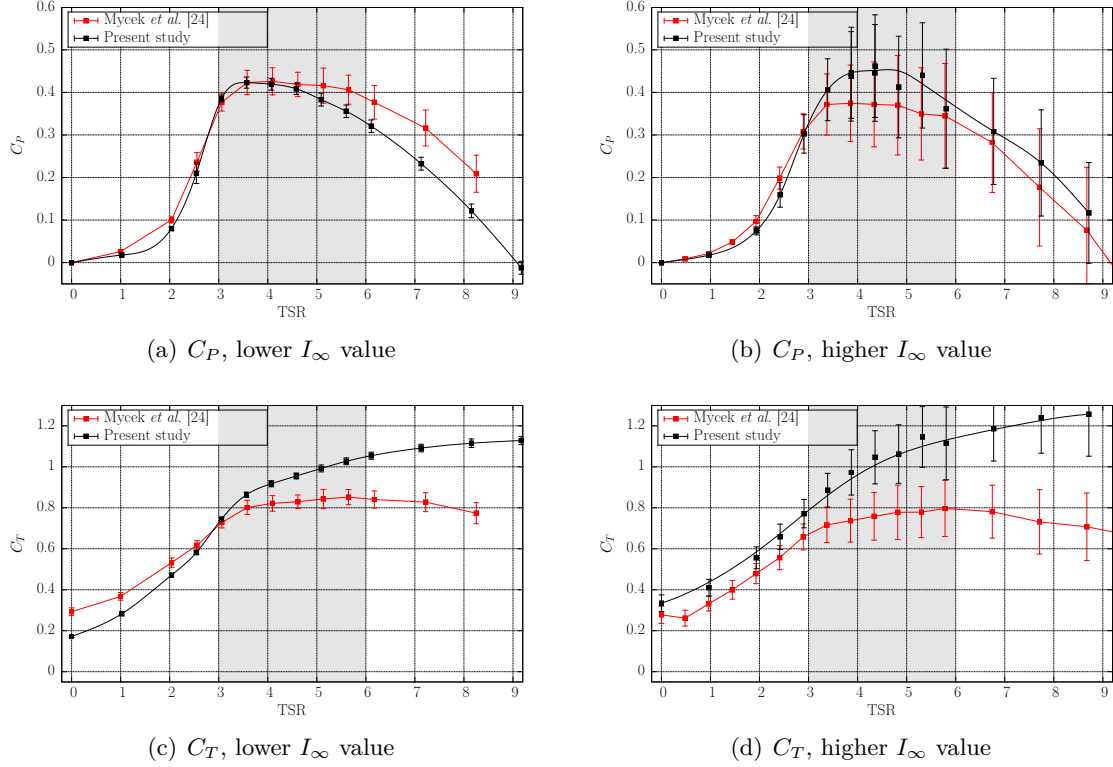 0.6
0.5
0.4
0.3
0.2
0.1
0
C_P
Mycek et al. [24]
Present study
0 1 2 3 4 5 6 7 8 9
TSR
(a) C_P, lower I_∞ value
0.6
0.5
0.4
0.3
0.2
0.1
0
C_P
Mycek et al. [24]
Present study
0 1 2 3 4 5 6 7 8 9
TSR
(b) C_P, higher I_∞ value
1.2
1
0.8
0.6
0.4
0.2
0
C_T
Mycek et al. [24]
Present study
0 1 2 3 4 5 6 7 8 9
TSR
(c) C_T, lower I_∞ value
1.2
1
0.8
0.6
0.4
0.2
0
C_T
Mycek et al. [24]
Present study
0 1 2 3 4 5 6 7 8 9
TSR
(d) C_T, higher I_∞ value